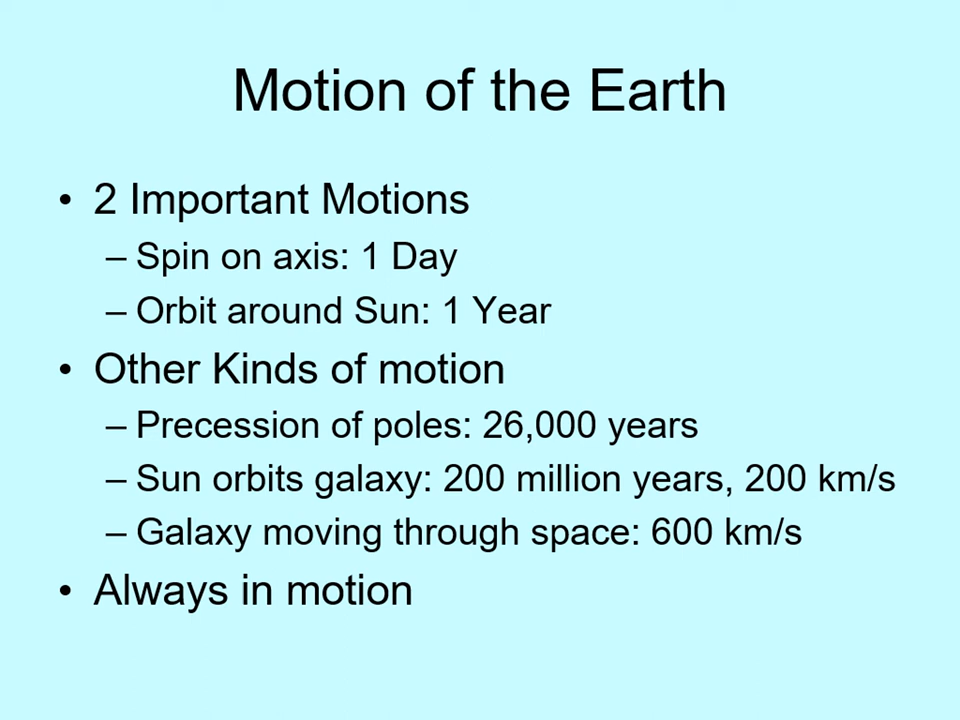 Motion of the Earth
• 2 Important Motions
– Spin on axis: 1 Day
– Orbit around Sun: 1 Year
• Other Kinds of motion
– Precession of poles: 26,000 years
– Sun orbits galaxy: 200 million years, 200 km/s
– Galaxy moving through space: 600 km/s
• Always in motion